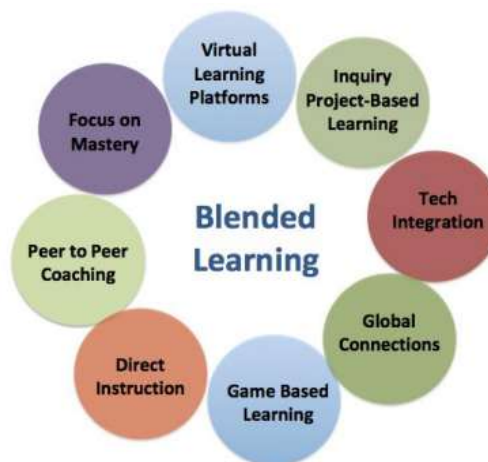 Virtual
Learning
Platforms
Inquiry
Project-Based
Learning
Tech
Integration
Global
Connections
Game Based
Learning
Direct
Instruction
Peer to Peer
Coaching
Focus on
Mastery
Blended
Learning